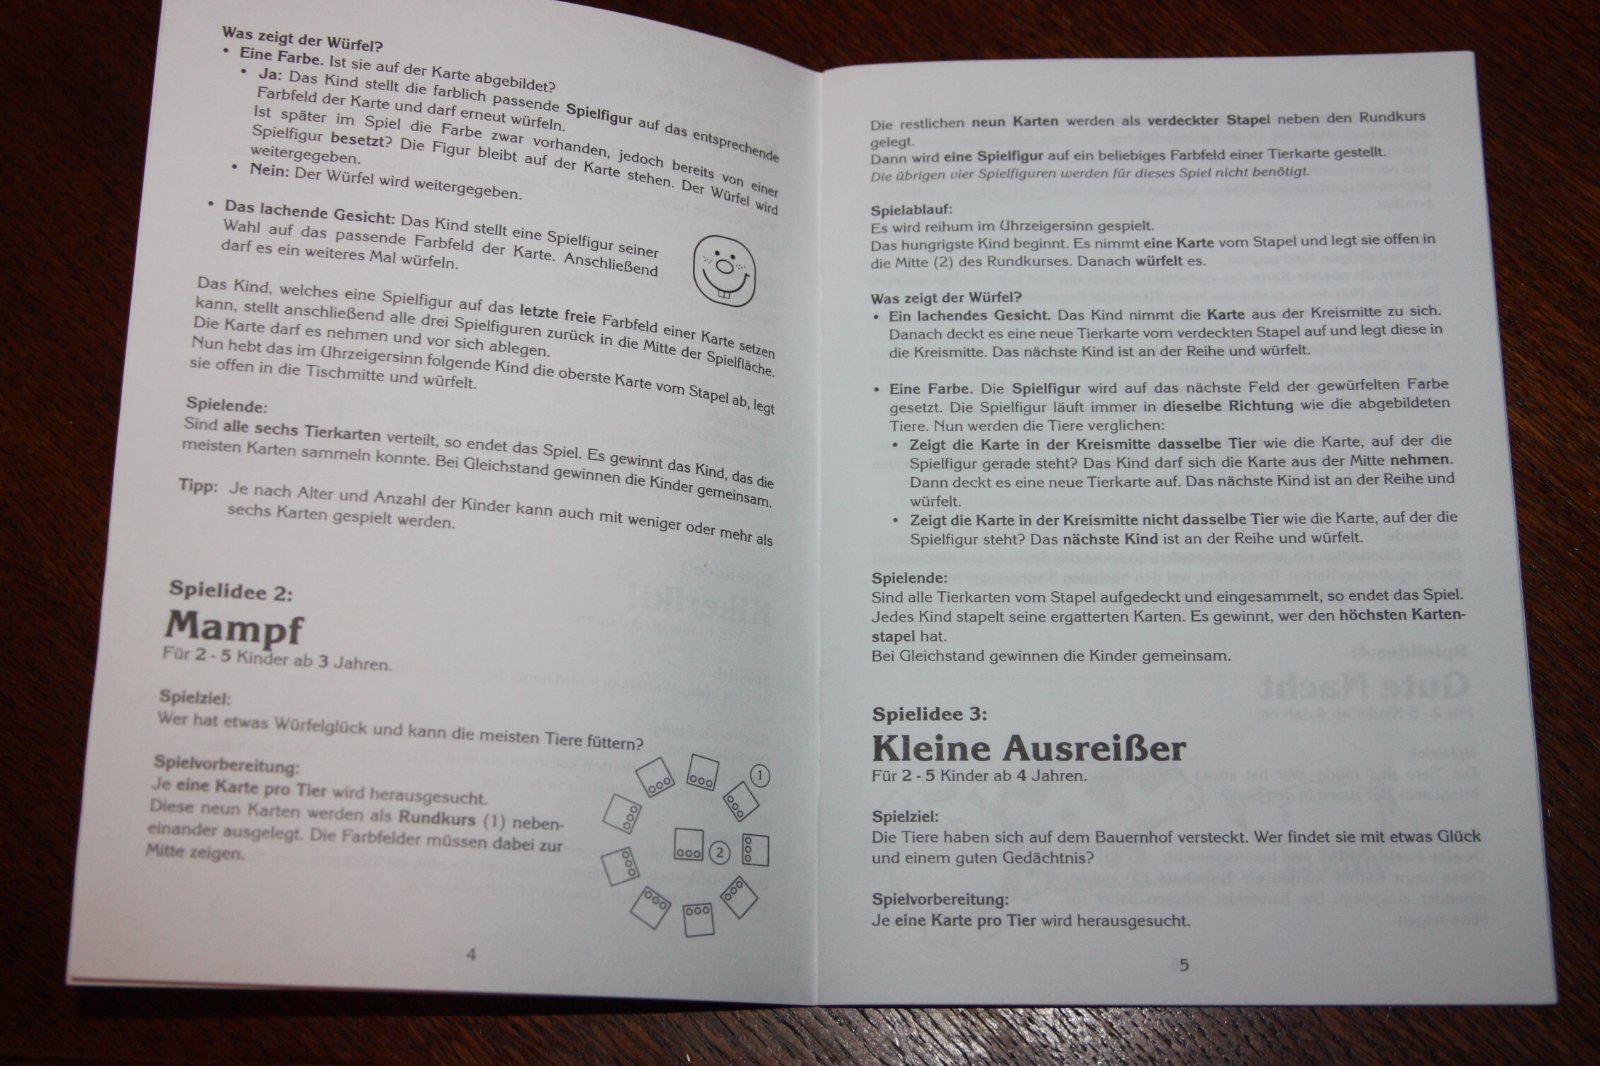 Was zeigt der Würfel?
• Eine Farbe. Ist sie auf der Karte abgebildet?
• Ja: Das Kind stellt die farblich passende Spielfigur auf das entsprechende
Farbfeld der Karte und darf erneut würfeln.
Ist später im Spiel die Farbe zwar vorhanden, jedoch bereits von einer
Spielfigur besetzt? Die Figur bleibt auf der Karte stehen. Der Würfel wird
weitergegeben.
• Nein: Der Würfel wird weitergegeben.
• Das lachende Gesicht: Das Kind stellt eine Spielfigur seiner
Wahl auf das passende Farbfeld der Karte. Anschließend
darf es ein weiteres Mal würfeln.
Das Kind, welches eine Spielfigur auf das letzte freie Farbfeld einer Karte setzen
kann, stellt anschließend alle drei Spielfiguren zurück in die Mitte der Spielfläche.
Die Karte darf es nehmen und vor sich ablegen.
Nun hebt das im Uhrzeigersinn folgende Kind die oberste Karte vom Stapel ab, legt
sie offen in die Tischmitte und würfelt.
Spielende:
Sind alle sechs Tierkarten verteilt, so endet das Spiel. Es gewinnt das Kind, das die
meisten Karten sammeln konnte. Bei Gleichstand gewinnen die Kinder gemeinsam.
Tipp: Je nach Alter und Anzahl der Kinder kann auch mit weniger oder mehr als
sechs Karten gespielt werden.
Spielidee 2:
Mampf
Für 2 - 5 Kinder ab 3 Jahren.
Spielziel:
Wer hat etwas Würfelglück und kann die meisten Tiere füttern?
Spielvorbereitung:
Je eine Karte pro Tier wird herausgesucht.
Diese neun Karten werden als Rundkurs (1) neben-
einander ausgelegt. Die Farbfelder müssen dabei zur
Mitte zeigen.
1
2
4
Die restlichen neun Karten werden als verdeckter Stapel neben den Rundkurs
gelegt.
Dann wird eine Spielfigur auf ein beliebiges Farbfeld einer Tierkarte gestellt.
Die übrigen vier Spielfiguren werden für dieses Spiel nicht benötigt.
Spielablauf:
Es wird reihum im Uhrzeigersinn gespielt.
Das hungrigste Kind beginnt. Es nimmt eine Karte vom Stapel und legt sie offen in
die Mitte (2) des Rundkurses. Danach würfelt es.
Was zeigt der Würfel?
• Ein lachendes Gesicht. Das Kind nimmt die Karte aus der Kreismitte zu sich.
Danach deckt es eine neue Tierkarte vom verdeckten Stapel auf und legt diese in
die Kreismitte. Das nächste Kind ist an der Reihe und würfelt.
• Eine Farbe. Die Spielfigur wird auf das nächste Feld der gewürfelten Farbe
gesetzt. Die Spielfigur läuft immer in dieselbe Richtung wie die abgebildeten
Tiere. Nun werden die Tiere verglichen:
• Zeigt die Karte in der Kreismitte dasselbe Tier wie die Karte, auf der die
Spielfigur gerade steht? Das Kind darf sich die Karte aus der Mitte nehmen.
Dann deckt es eine neue Tierkarte auf. Das nächste Kind ist an der Reihe und
würfelt.
• Zeigt die Karte in der Kreismitte nicht dasselbe Tier wie die Karte, auf der die
Spielfigur steht? Das nächste Kind ist an der Reihe und würfelt.
Spielende:
Sind alle Tierkarten vom Stapel aufgedeckt und eingesammelt, so endet das Spiel.
Jedes Kind stapelt seine ergatterten Karten. Es gewinnt, wer den höchsten Karten-
stapel hat.
Bei Gleichstand gewinnen die Kinder gemeinsam.
Spielidee 3:
Kleine Ausreißer
Für 2 - 5 Kinder ab 4 Jahren.
Spielziel:
Die Tiere haben sich auf dem Bauernhof versteckt. Wer findet sie mit etwas Glück
und einem guten Gedächtnis?
Spielvorbereitung:
Je eine Karte pro Tier wird herausgesucht.
5